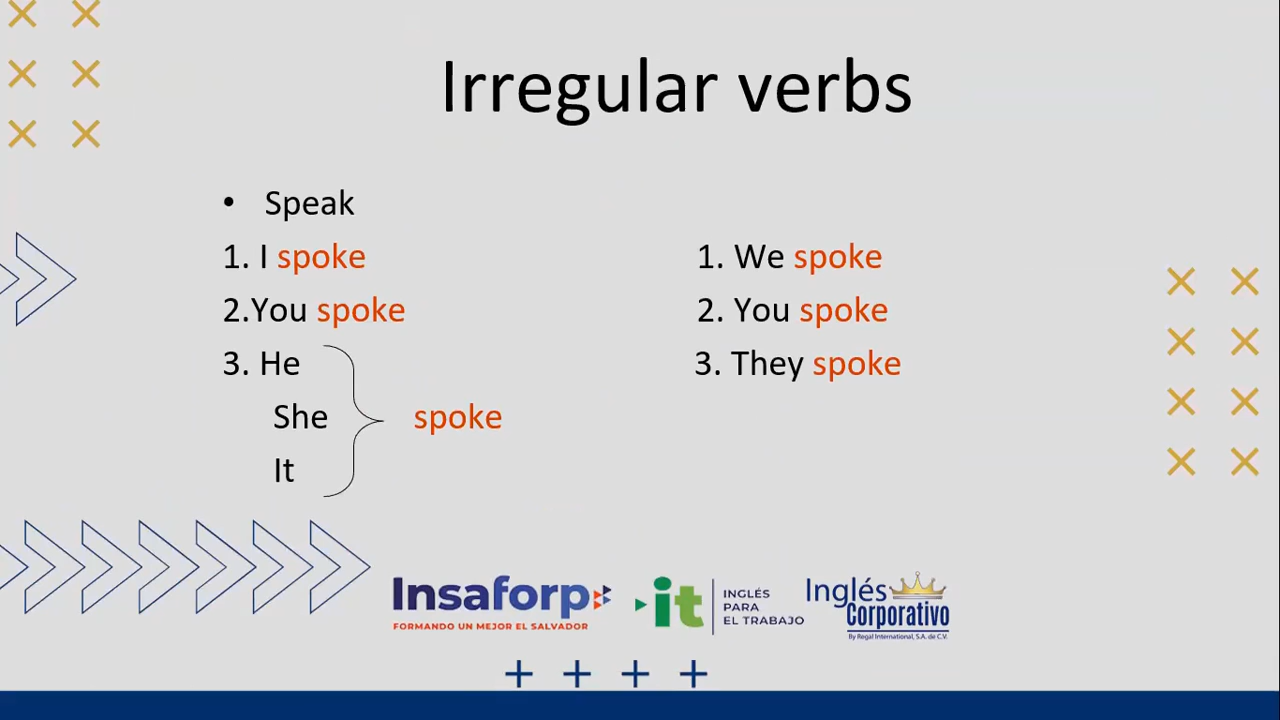 Irregular verbs
• Speak
1. I spoke
2.You spoke
3. He
She
It
spoke
1. We spoke
2. You spoke
3. They spoke
Insaforp
FORMANDO UN MEJOR EL SALVADOR
it
INGLÉS
PARA
EL TRABAJO
Inglés
Corporativo
By Regal International, S.A. de C.V.